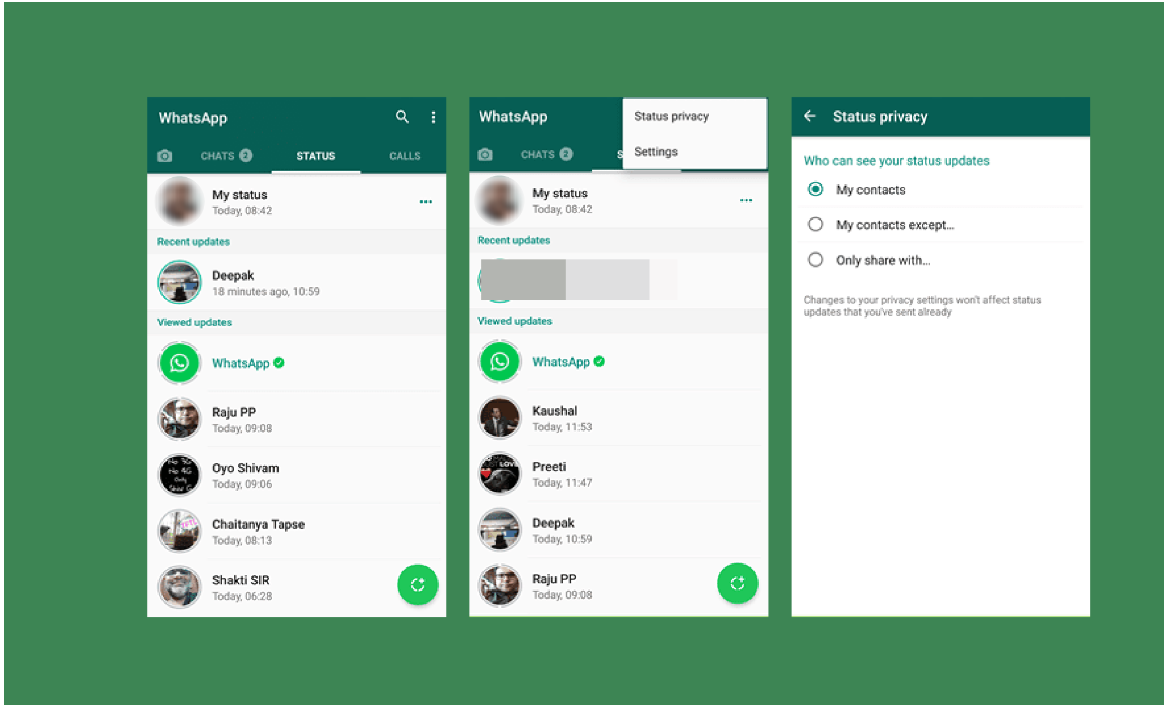 WhatsApp
CHATS 2
STATUS
CALLS
My status
Today, 08:42
Recent updates
Deepak
18 minutes ago, 10:59
Viewed updates
WhatsApp
Raju PP
Today, 09:08
Oyo Shivam
Today, 09:06
Chaitanya Tapse
Today, 08:13
Shakti SIR
Today, 06:28
WhatsApp
Status privacy
Settings
CHATS 2
S
My status
Today, 08:42
Recent updates
Viewed updates
WhatsApp
Kaushal
Today, 11:53
Preeti
Today, 11:47
Deepak
Today, 10:59
Raju PP
Today, 09:08
Status privacy
Who can see your status updates
My contacts
My contacts except...
Only share with...
Changes to your privacy settings won't affect status
updates that you've sent already